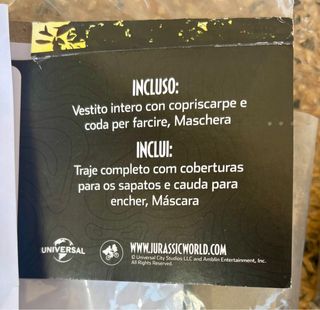 INCLUSO:
Vestito intero con copriscarpe e
coda per farcire, Maschera
INCLUI:
Traje completo com coberturas
para os sapatos e cauda para
encher, Máscara
UNIVERSAL
WWW.JURASSICWORLD.COM
© Universal City Studios LLC and Amblin Entertainment, Inc.
All Rights Reserved.